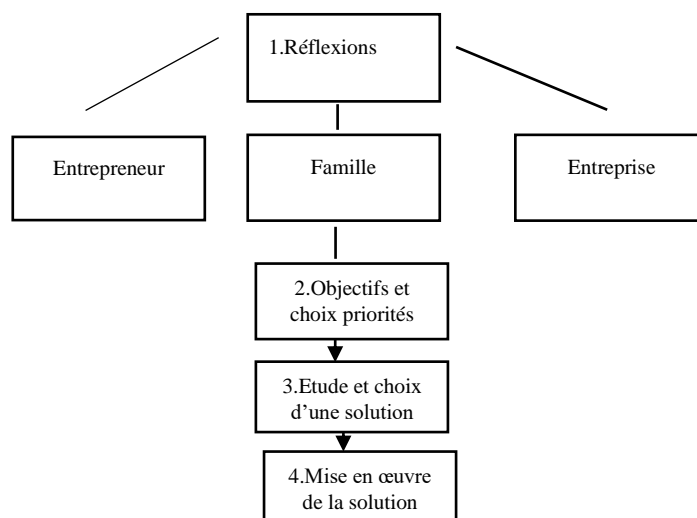 1.Réflexions
Entrepreneur
Famille
Entreprise
2.Objectifs et
choix priorités
3.Etude et choix
d’une solution
4.Mise en œuvre
de la solution